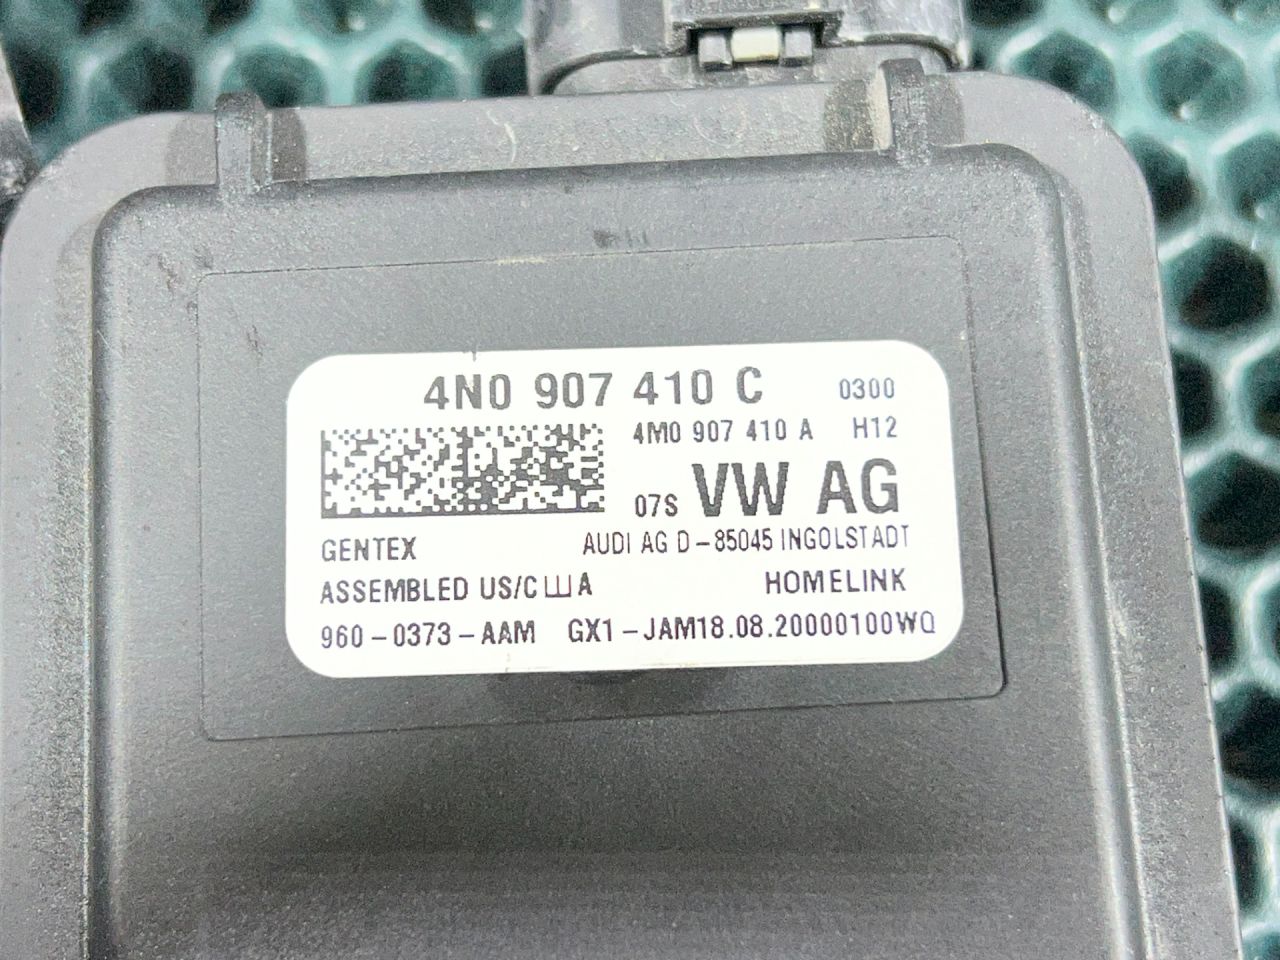 4N0 907 410 C 0300
4M0 907 410 A H12
07S VW AG
GENTEX AUDI AG D-85045 INGOLSTADT
ASSEMBLED US/CШA HOMELINK
960-0373-AAM GX1-JAM18.08.20000100WQ